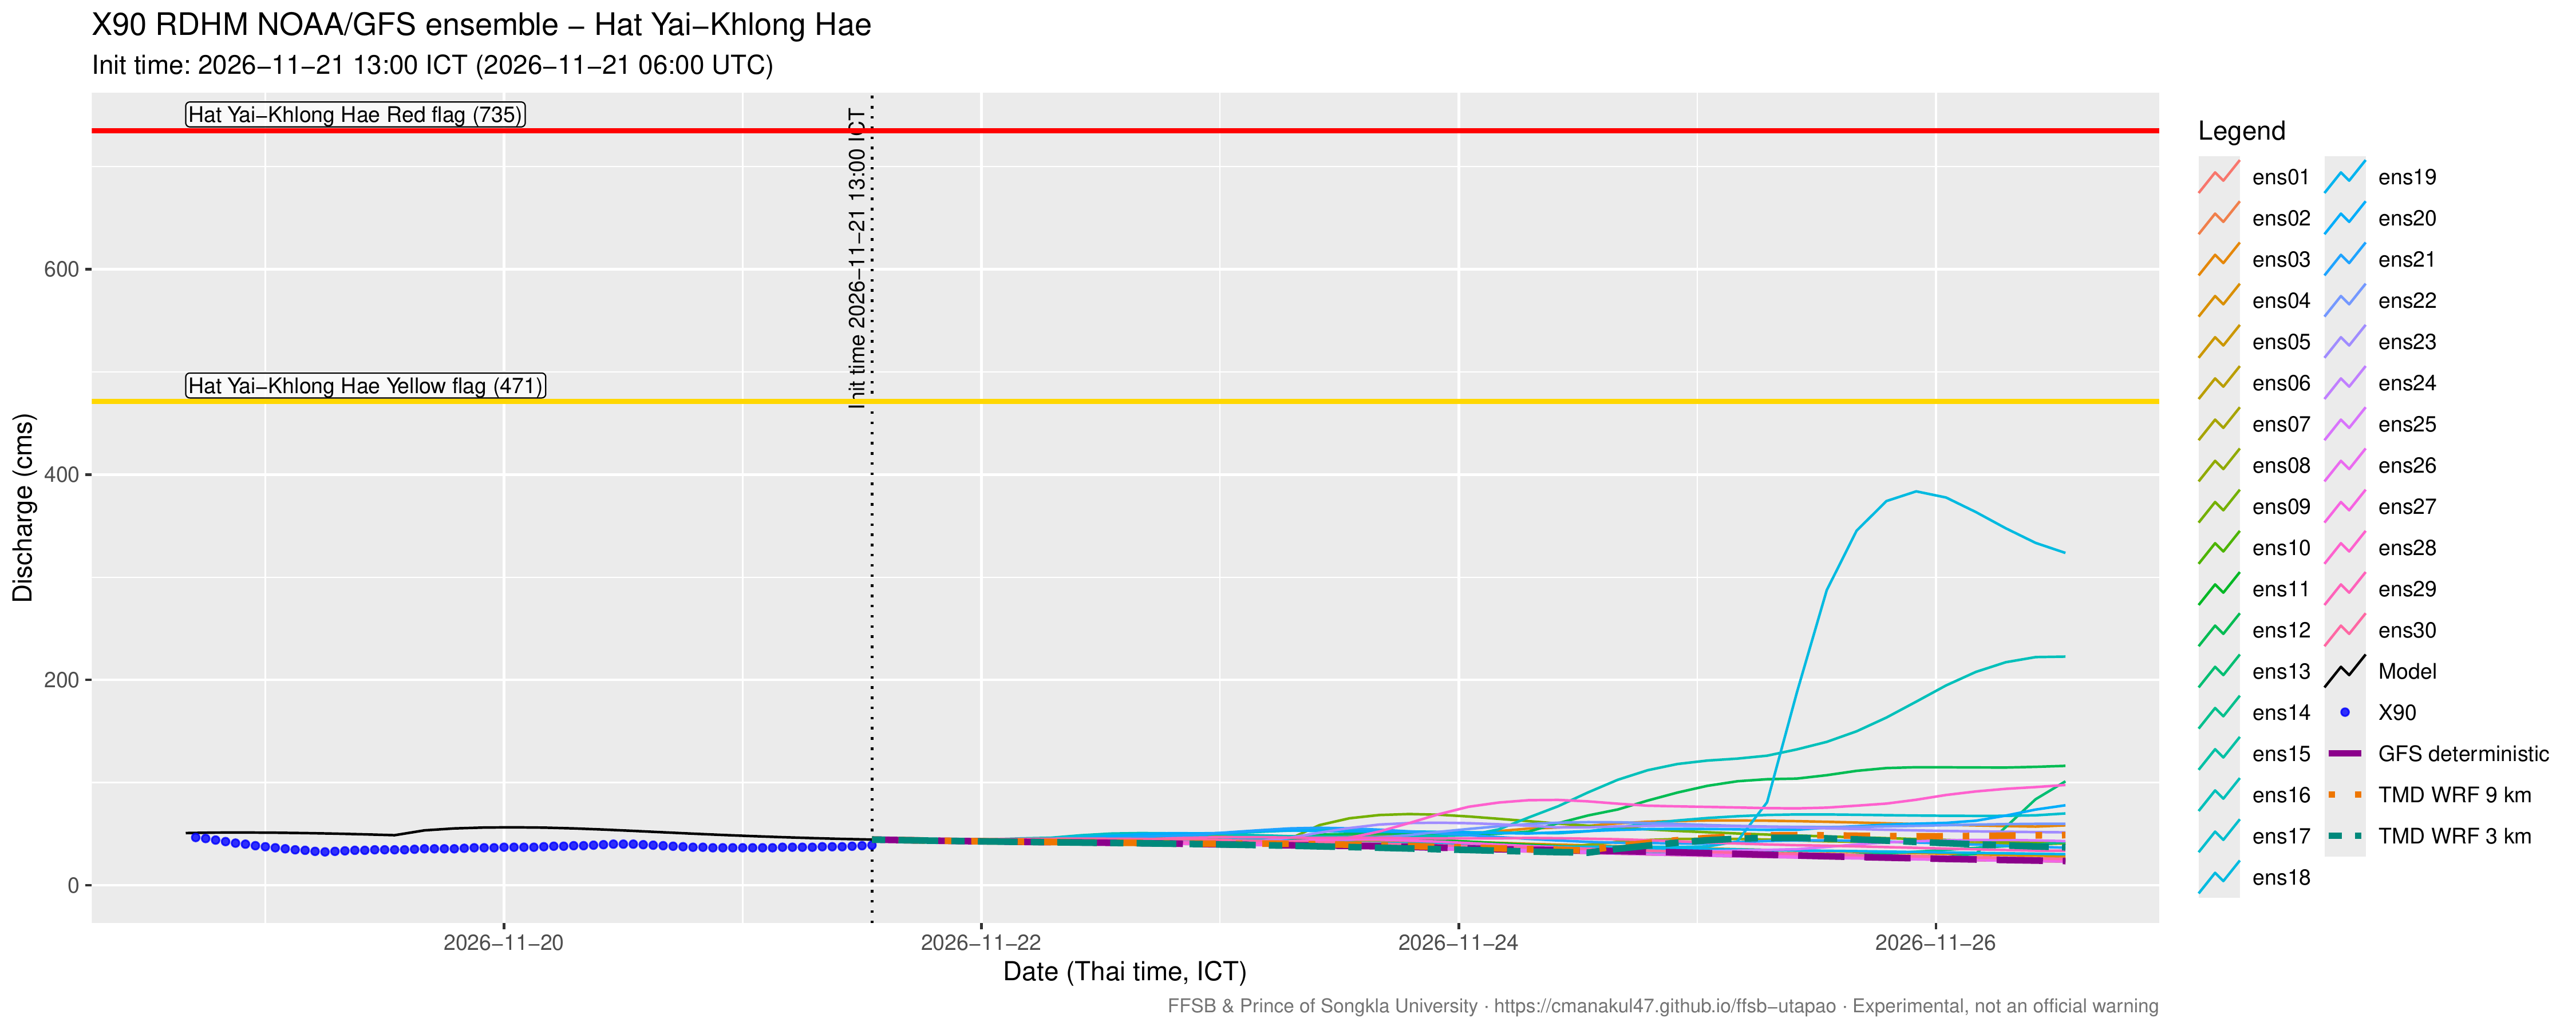 X90 RDHM NOAA/GFS ensemble − Hat Yai−Khlong Hae
Init time: 2026−11−21 13:00 ICT (2026−11−21 06:00 UTC)
Hat Yai−Khlong Hae Red flag (735)
Hat Yai−Khlong Hae Yellow flag (471)
Init time 2026−11−21 13:00 ICT
Discharge (cms)
600
400
200
0
2026−11−20
2026−11−22
2026−11−24
2026−11−26
Date (Thai time, ICT)
Legend
ens01
ens02
ens03
ens04
ens05
ens06
ens07
ens08
ens09
ens10
ens11
ens12
ens13
ens14
ens15
ens16
ens17
ens18
ens19
ens20
ens21
ens22
ens23
ens24
ens25
ens26
ens27
ens28
ens29
ens30
Model
X90
GFS deterministic
TMD WRF 9 km
TMD WRF 3 km
FFSB & Prince of Songkla University · https://cmanakul47.github.io/ffsb−utapao · Experimental, not an official warning